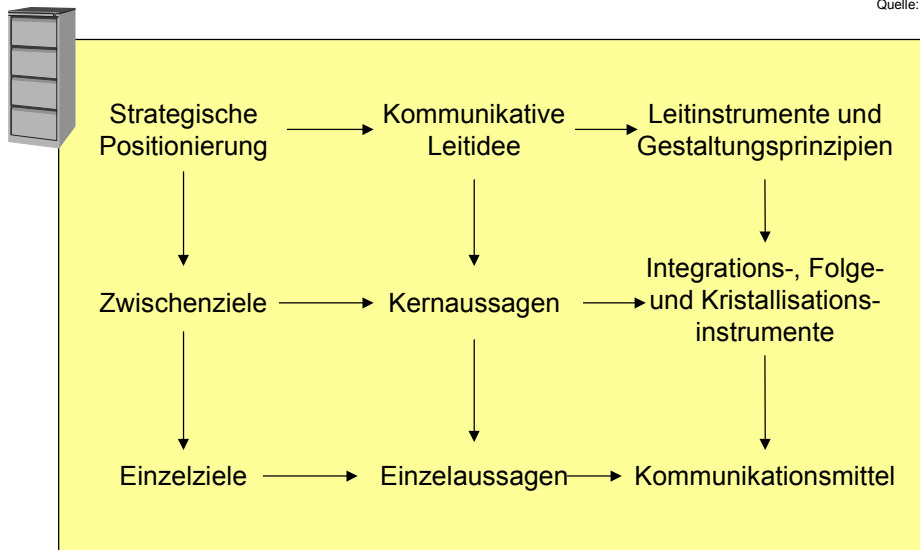 Quelle:
Strategische
Positionierung
Kommunikative
Leitidee
Leitinstrumente und
Gestaltungsprinzipien
Zwischenziele
Kernaussagen
Integrations-, Folge-
und Kristallisations-
instrumente
Einzelziele
Einzelaussagen
Kommunikationsmittel